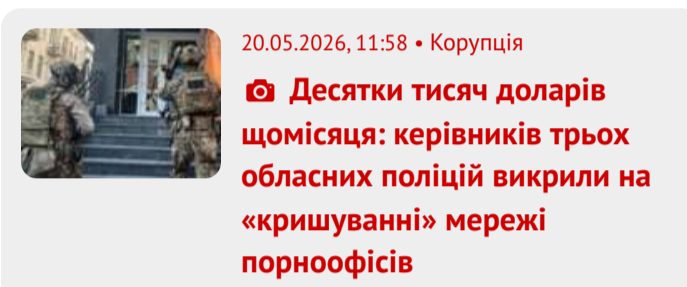 20.05.2026, 11:58 • Корупція
Десятки тисяч доларів
щомісяця: керівників трьох
обласних поліцій викрили на
«кришуванні» мережі
порноофісів